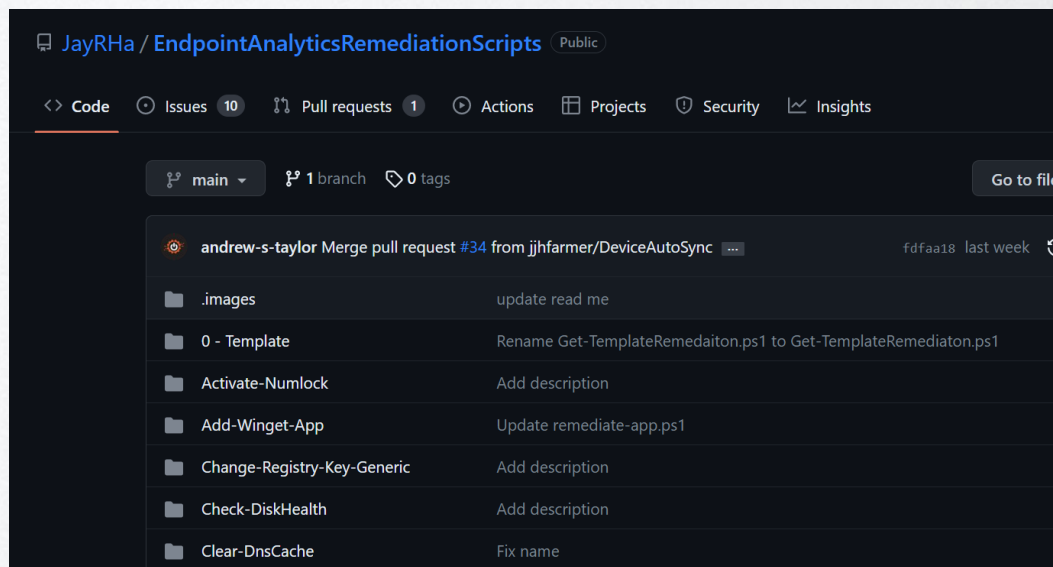 JayRHa / EndpointAnalyticsRemediationScripts Public
Code Issues 10 Pull requests 1 Actions Projects Security Insights
main 1 branch 0 tags Go to file
andrew-s-taylor Merge pull request #34 from jjhfarmer/DeviceAutoSync ... fdfaa18 last week
.images update read me
0 - Template Rename Get-TemplateRemedaiton.ps1 to Get-TemplateRemediaton.ps1
Activate-Numlock Add description
Add-Winget-App Update remediate-app.ps1
Change-Registry-Key-Generic Add description
Check-DiskHealth Add description
Clear-DnsCache Fix name